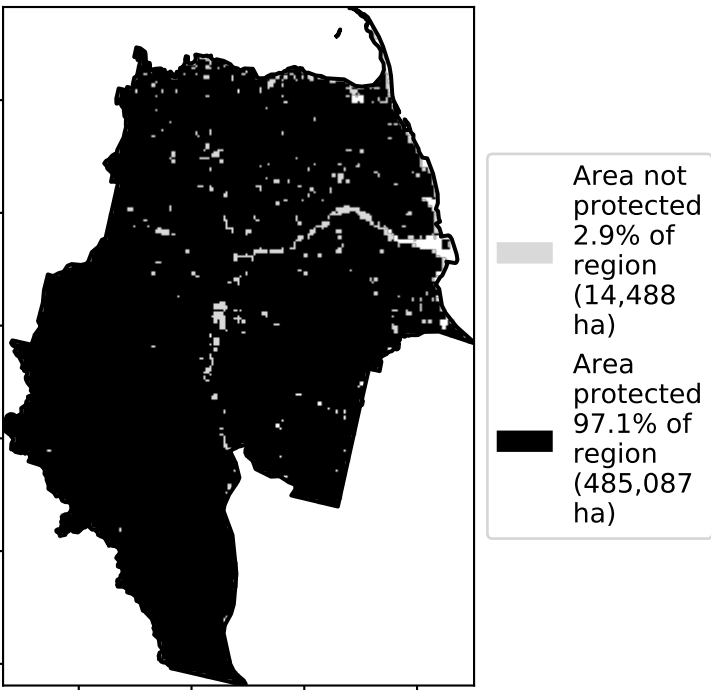 Area not
protected
2.9% of
region
(14,488
ha)
Area
protected
97.1% of
region
(485,087
ha)